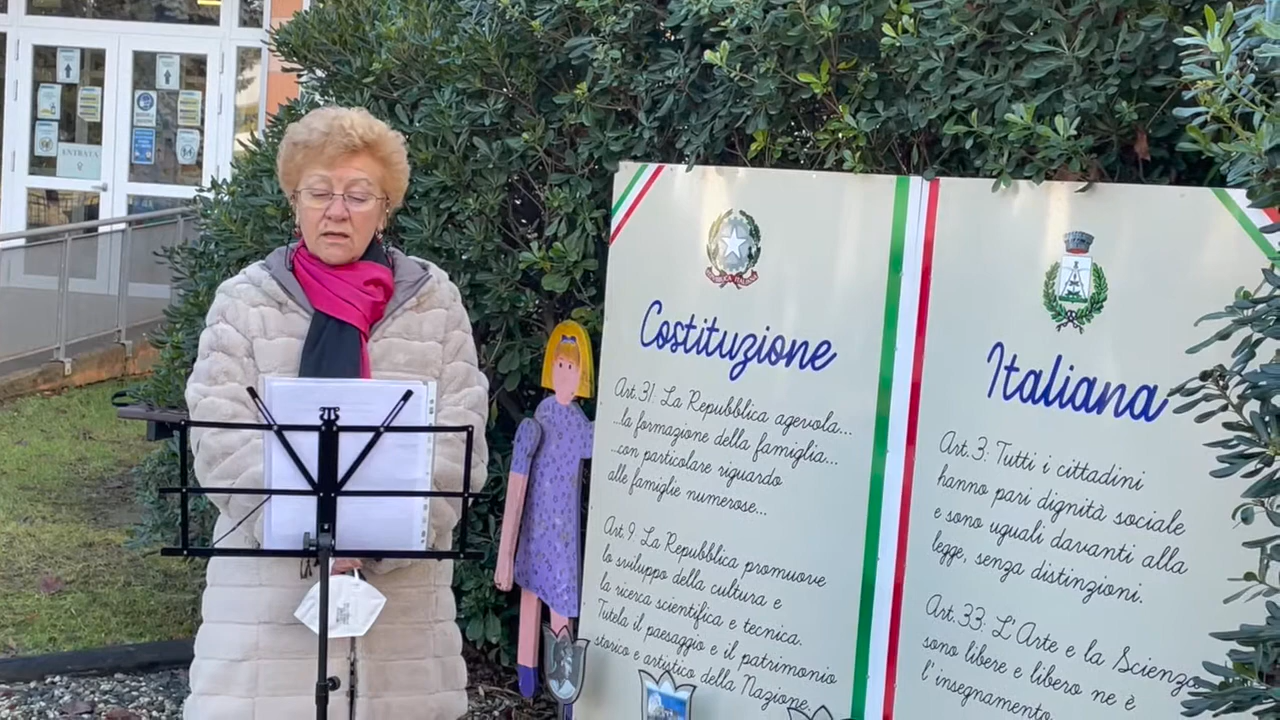 ENTRATA
REPUBBLICA ITALIANA
Costituzione
Art.31: La Repubblica agevola...
...la formazione della famiglia...
...con particolare riguardo
alle famiglie numerose...
Art.9: La Repubblica promuove
lo sviluppo della cultura e
la ricerca scientifica e tecnica.
Tutela il paesaggio e il patrimonio
storico e artistico della Nazione.
Italiana
Art.3: Tutti i cittadini
hanno pari dignità sociale
e sono uguali davanti alla
legge, senza distinzioni.
Art.33: L'Arte e la Scienza
sono libere e libero ne è
l'insegnamento.